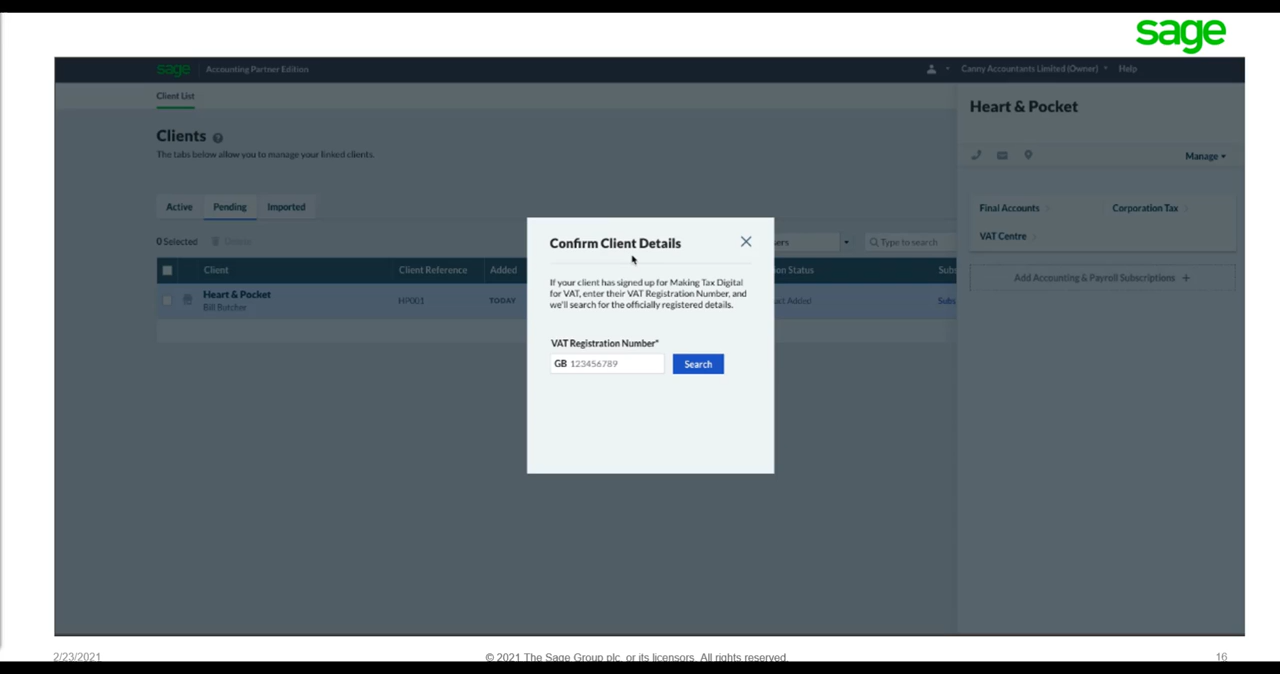 sage
sage Accounting Partner Edition
Canny Accountants Limited (Owner) Help
Client List
Heart & Pocket
Clients
The tabs below allow you to manage your linked clients.
Manage
Active Pending Imported
Final Accounts Corporation Tax
VAT Centre
0 Selected Delete
Type to search
Add Accounting & Payroll Subscriptions +
Client Client Reference Added
Status
Heart & Pocket
Bill Butcher
HP001 TODAY
Added
Confirm Client Details
If your client has signed up for Making Tax Digital
for VAT, enter their VAT Registration Number, and
we'll search for the officially registered details.
VAT Registration Number*
GB 123456789 Search
2/23/2021
© 2021 The Sage Group plc. or its licensors. All rights reserved.
16